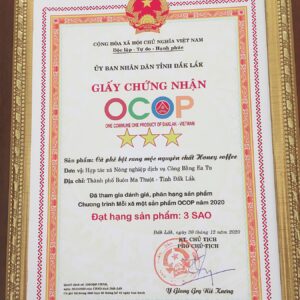 CỘNG HÒA XÃ HỘI CHỦ NGHĨA VIỆT NAM
Độc lập - Tự do - Hạnh phúc
ỦY BAN NHÂN DÂN TỈNH ĐẮK LẮK
GIẤY CHỨNG NHẬN
OCOP
ONE COMMUNE ONE PRODUCT OF DAKLAK - VIETNAM
Sản phẩm: Cà phê bột rang mộc nguyên chất Honey coffee
Đơn vị: Hợp tác xã Nông nghiệp dịch vụ Công Bằng Ea Tu
Địa chỉ: Thành phố Buôn Ma Thuột - Tỉnh Đắk Lắk
Đã tham gia đánh giá, phân hạng sản phẩm
Chương trình Mỗi xã một sản phẩm OCOP năm 2020
Đạt hạng sản phẩm: 3 SAO
Đắk Lắk, ngày 09 tháng 12 năm 2020
KT. CHỦ TỊCH
PHÓ CHỦ TỊCH
Y Giang Gry Niê Knơng